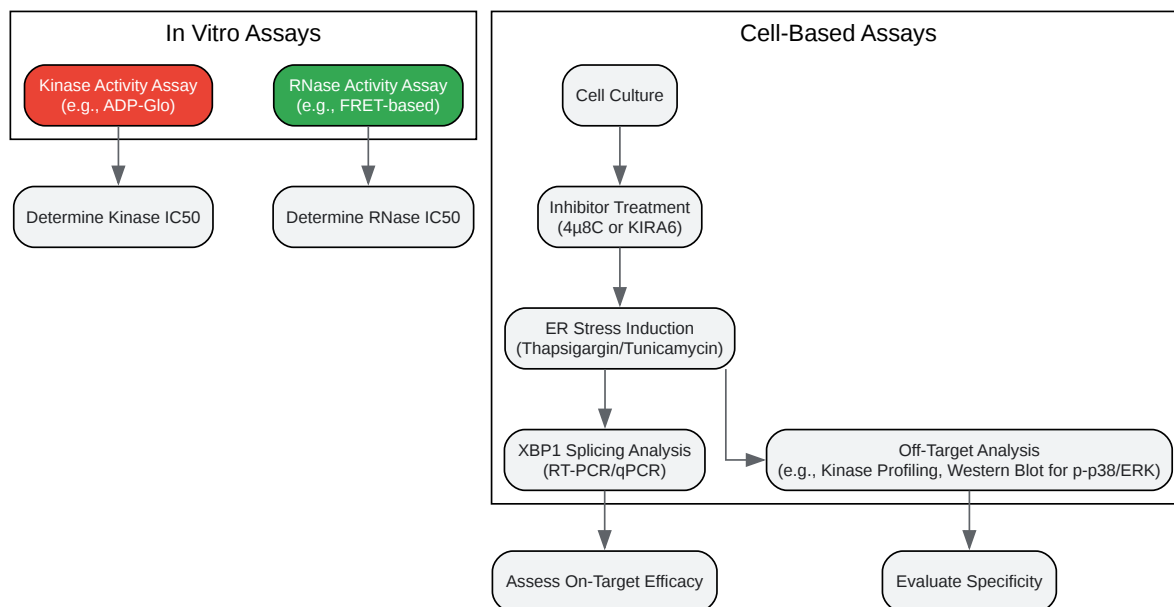 In Vitro Assays
Kinase Activity Assay
(e.g., ADP-Glo)
RNase Activity Assay
(e.g., FRET-based)
Determine Kinase IC50
Determine RNase IC50
Cell-Based Assays
Cell Culture
Inhibitor Treatment
(4μ8C or KIRA6)
ER Stress Induction
(Thapsigargin/Tunicamycin)
XBP1 Splicing Analysis
(RT-PCR/qPCR)
Off-Target Analysis
(e.g., Kinase Profiling, Western Blot for p-p38/ERK)
Assess On-Target Efficacy
Evaluate Specificity